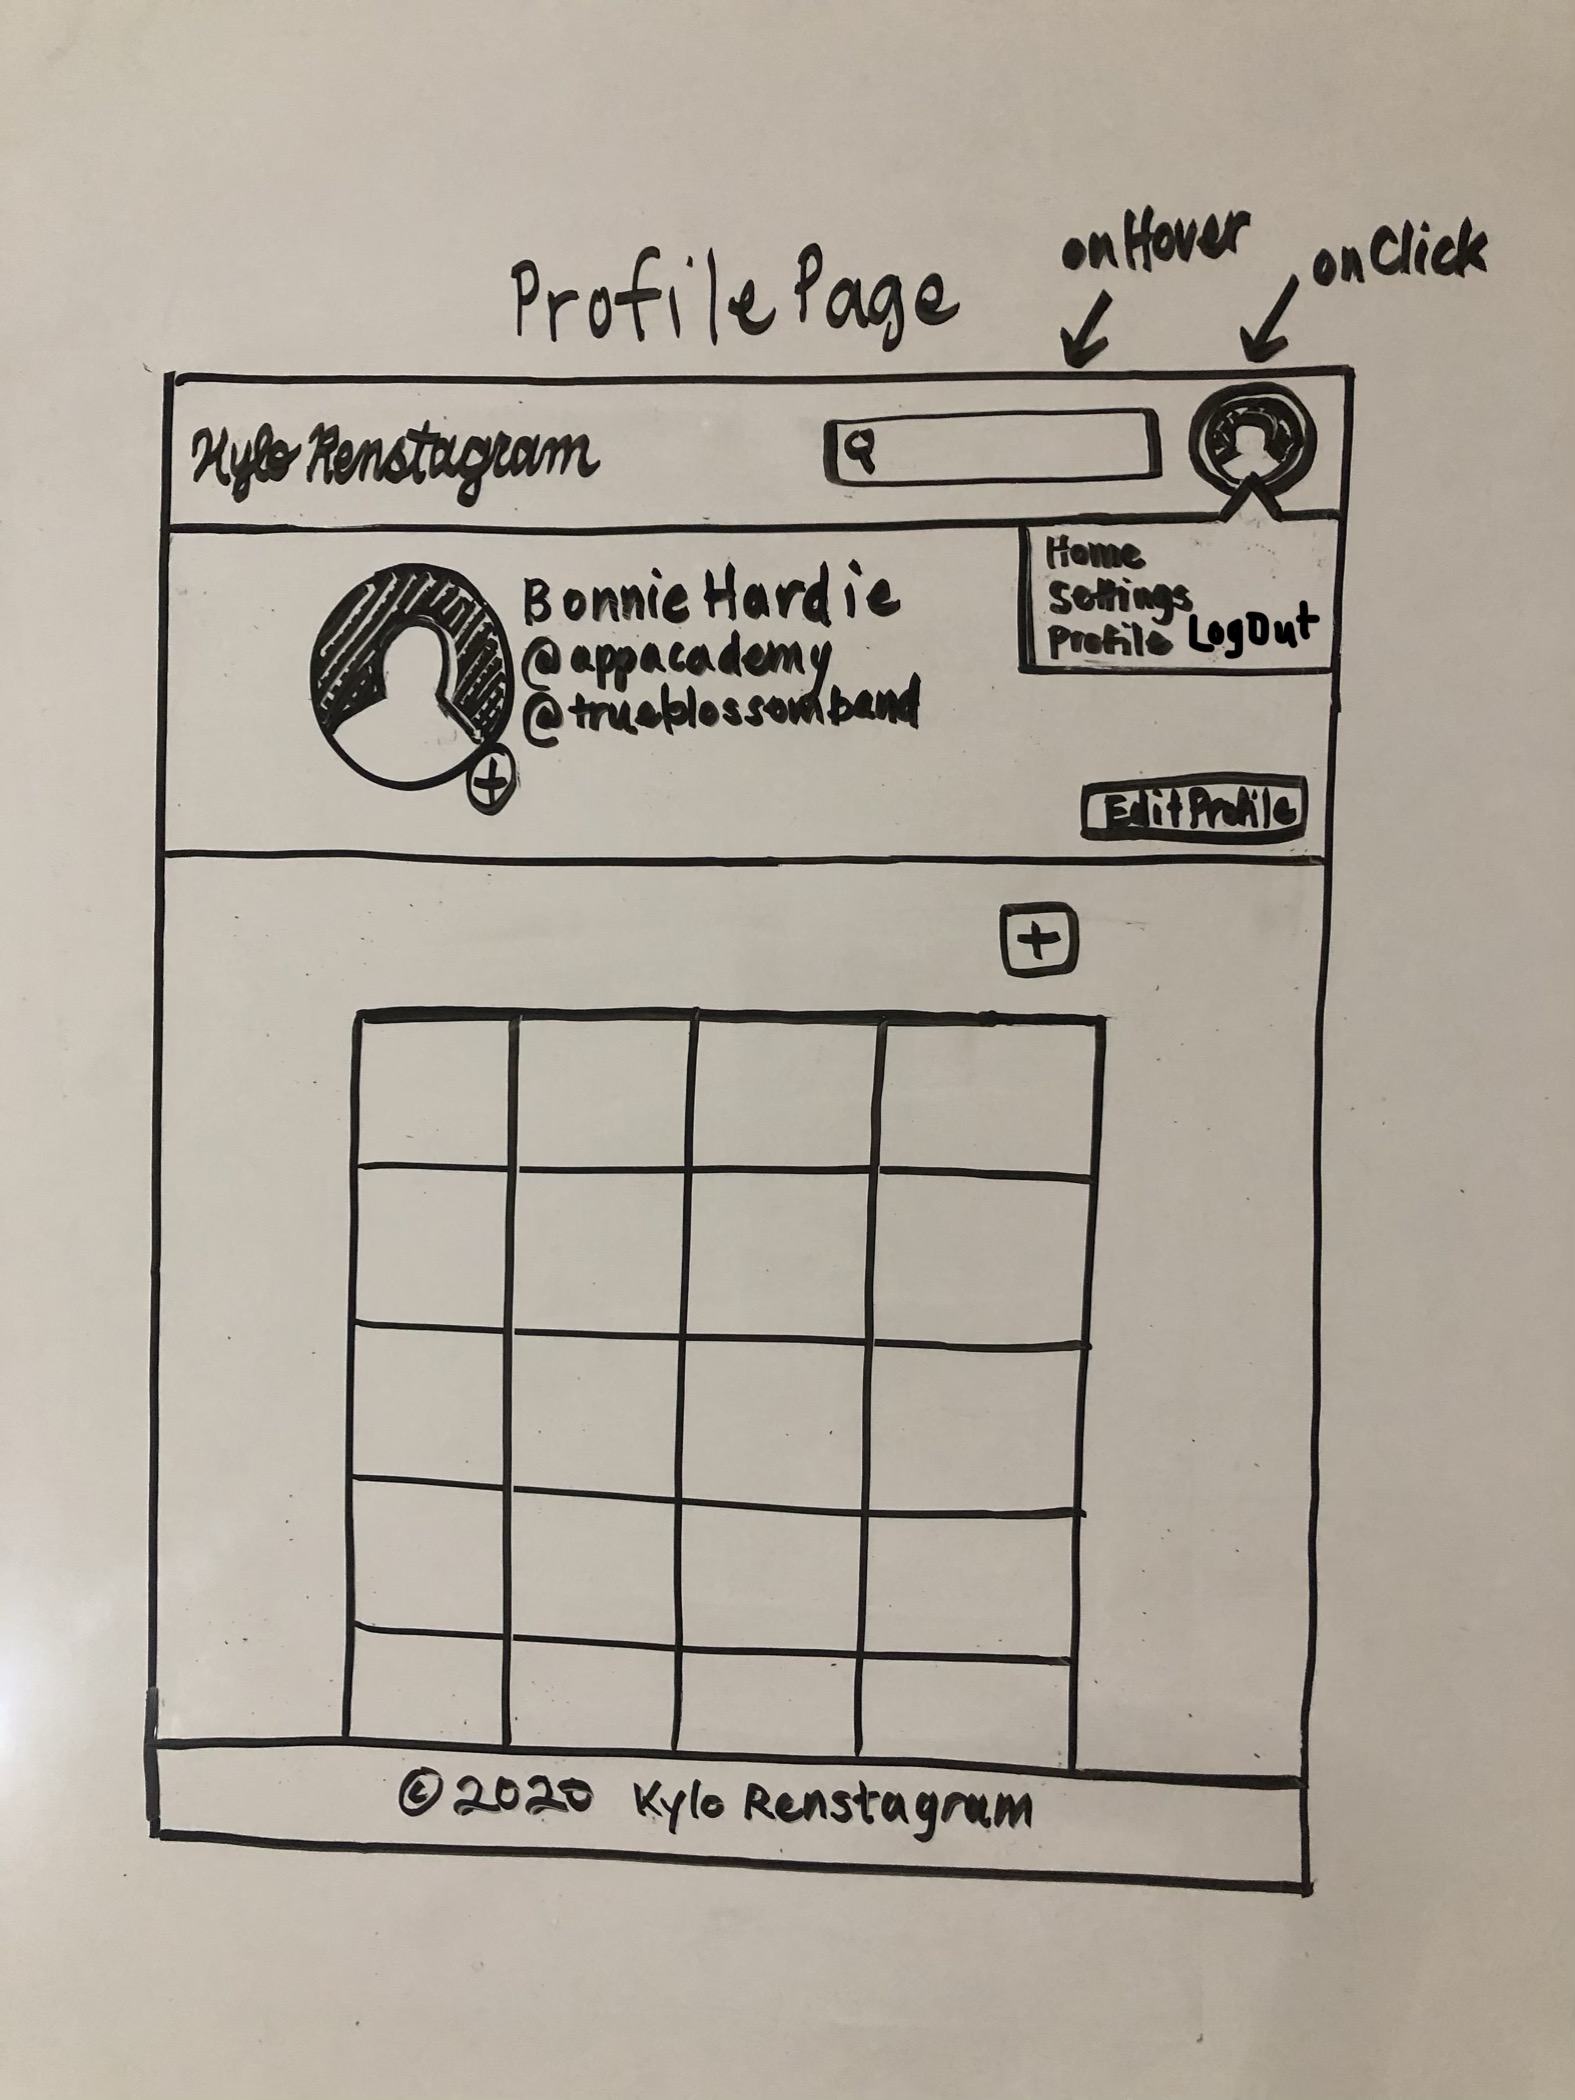 onHover
onClick
Profile Page
Kylo Renstagram
Home
Settings
Profile LogOut
Bonnie Hardie
@appacademy
@trueblossomband
+
Edit Profile
+
©2020 Kylo Renstagram